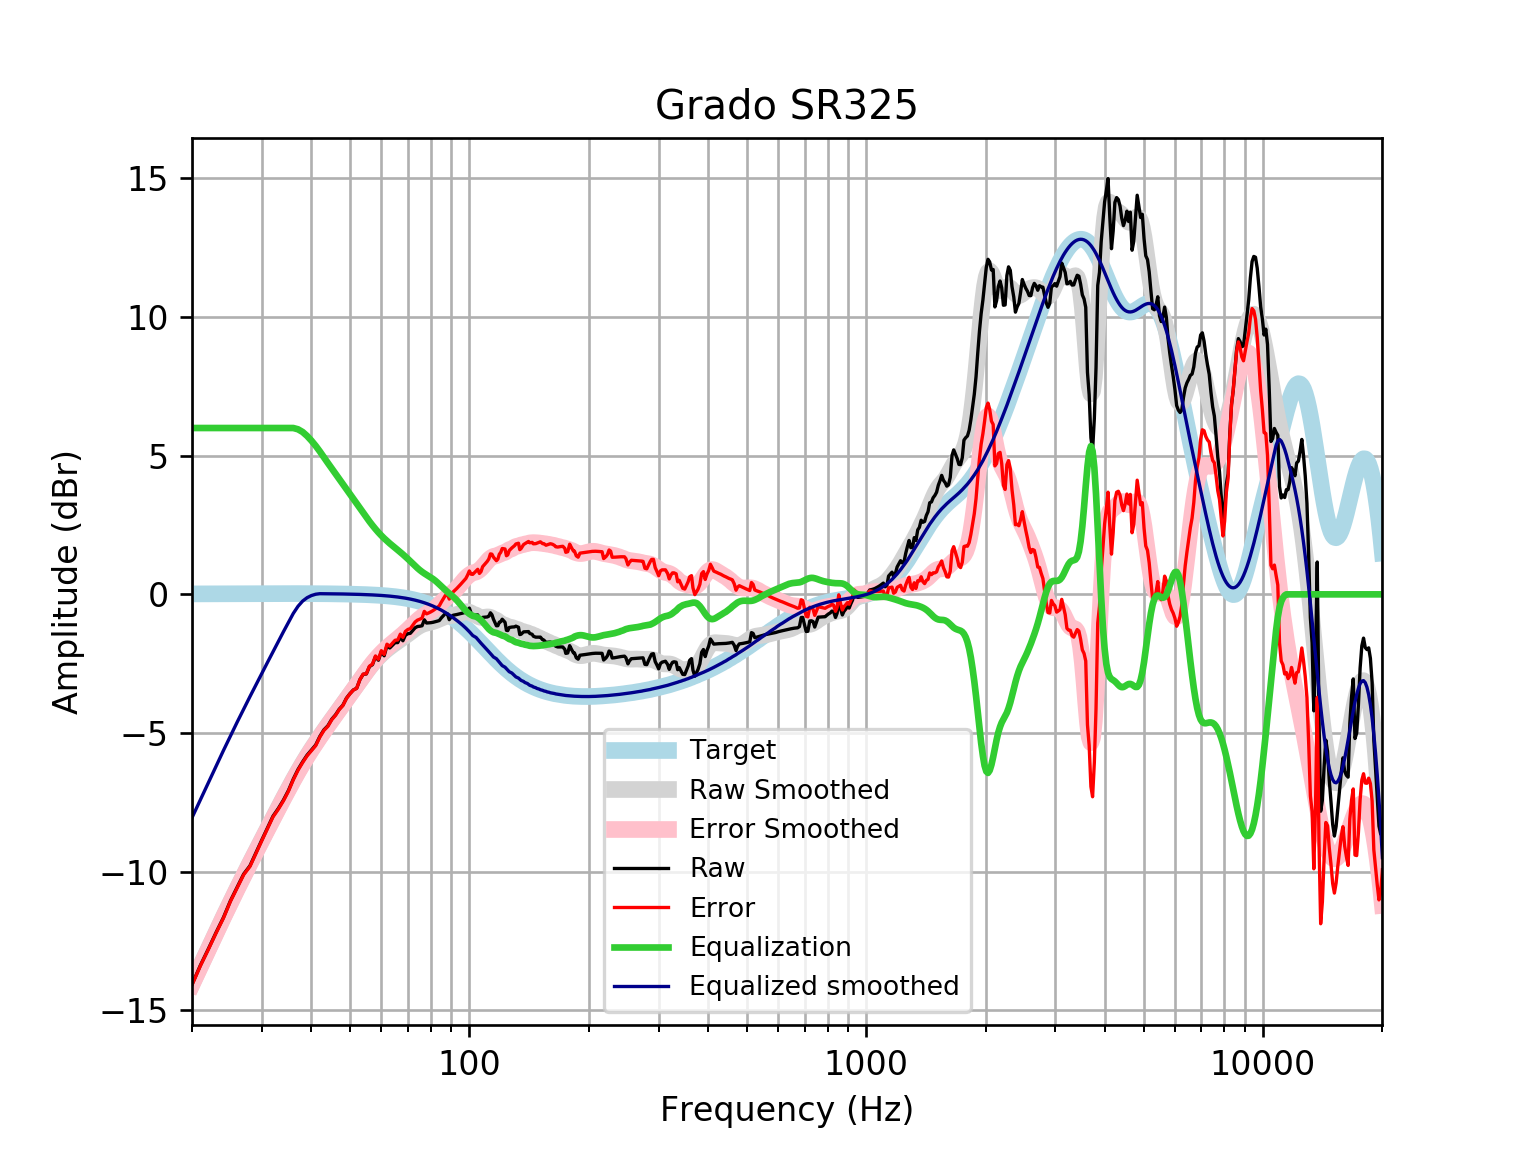 Grado SR325
Amplitude (dBr)
15
10
5
0
−5
−10
−15
Target
Raw Smoothed
Error Smoothed
Raw
Error
Equalization
Equalized smoothed
100
1000
10000
Frequency (Hz)